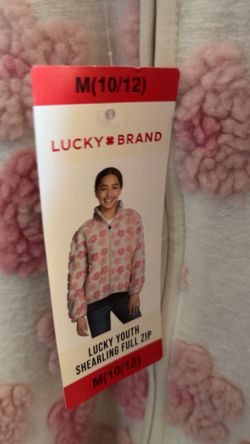 M(10/12)
LUCKY BRAND
LUCKY YOUTH
SHEARLING FULL ZIP
M(10/12)